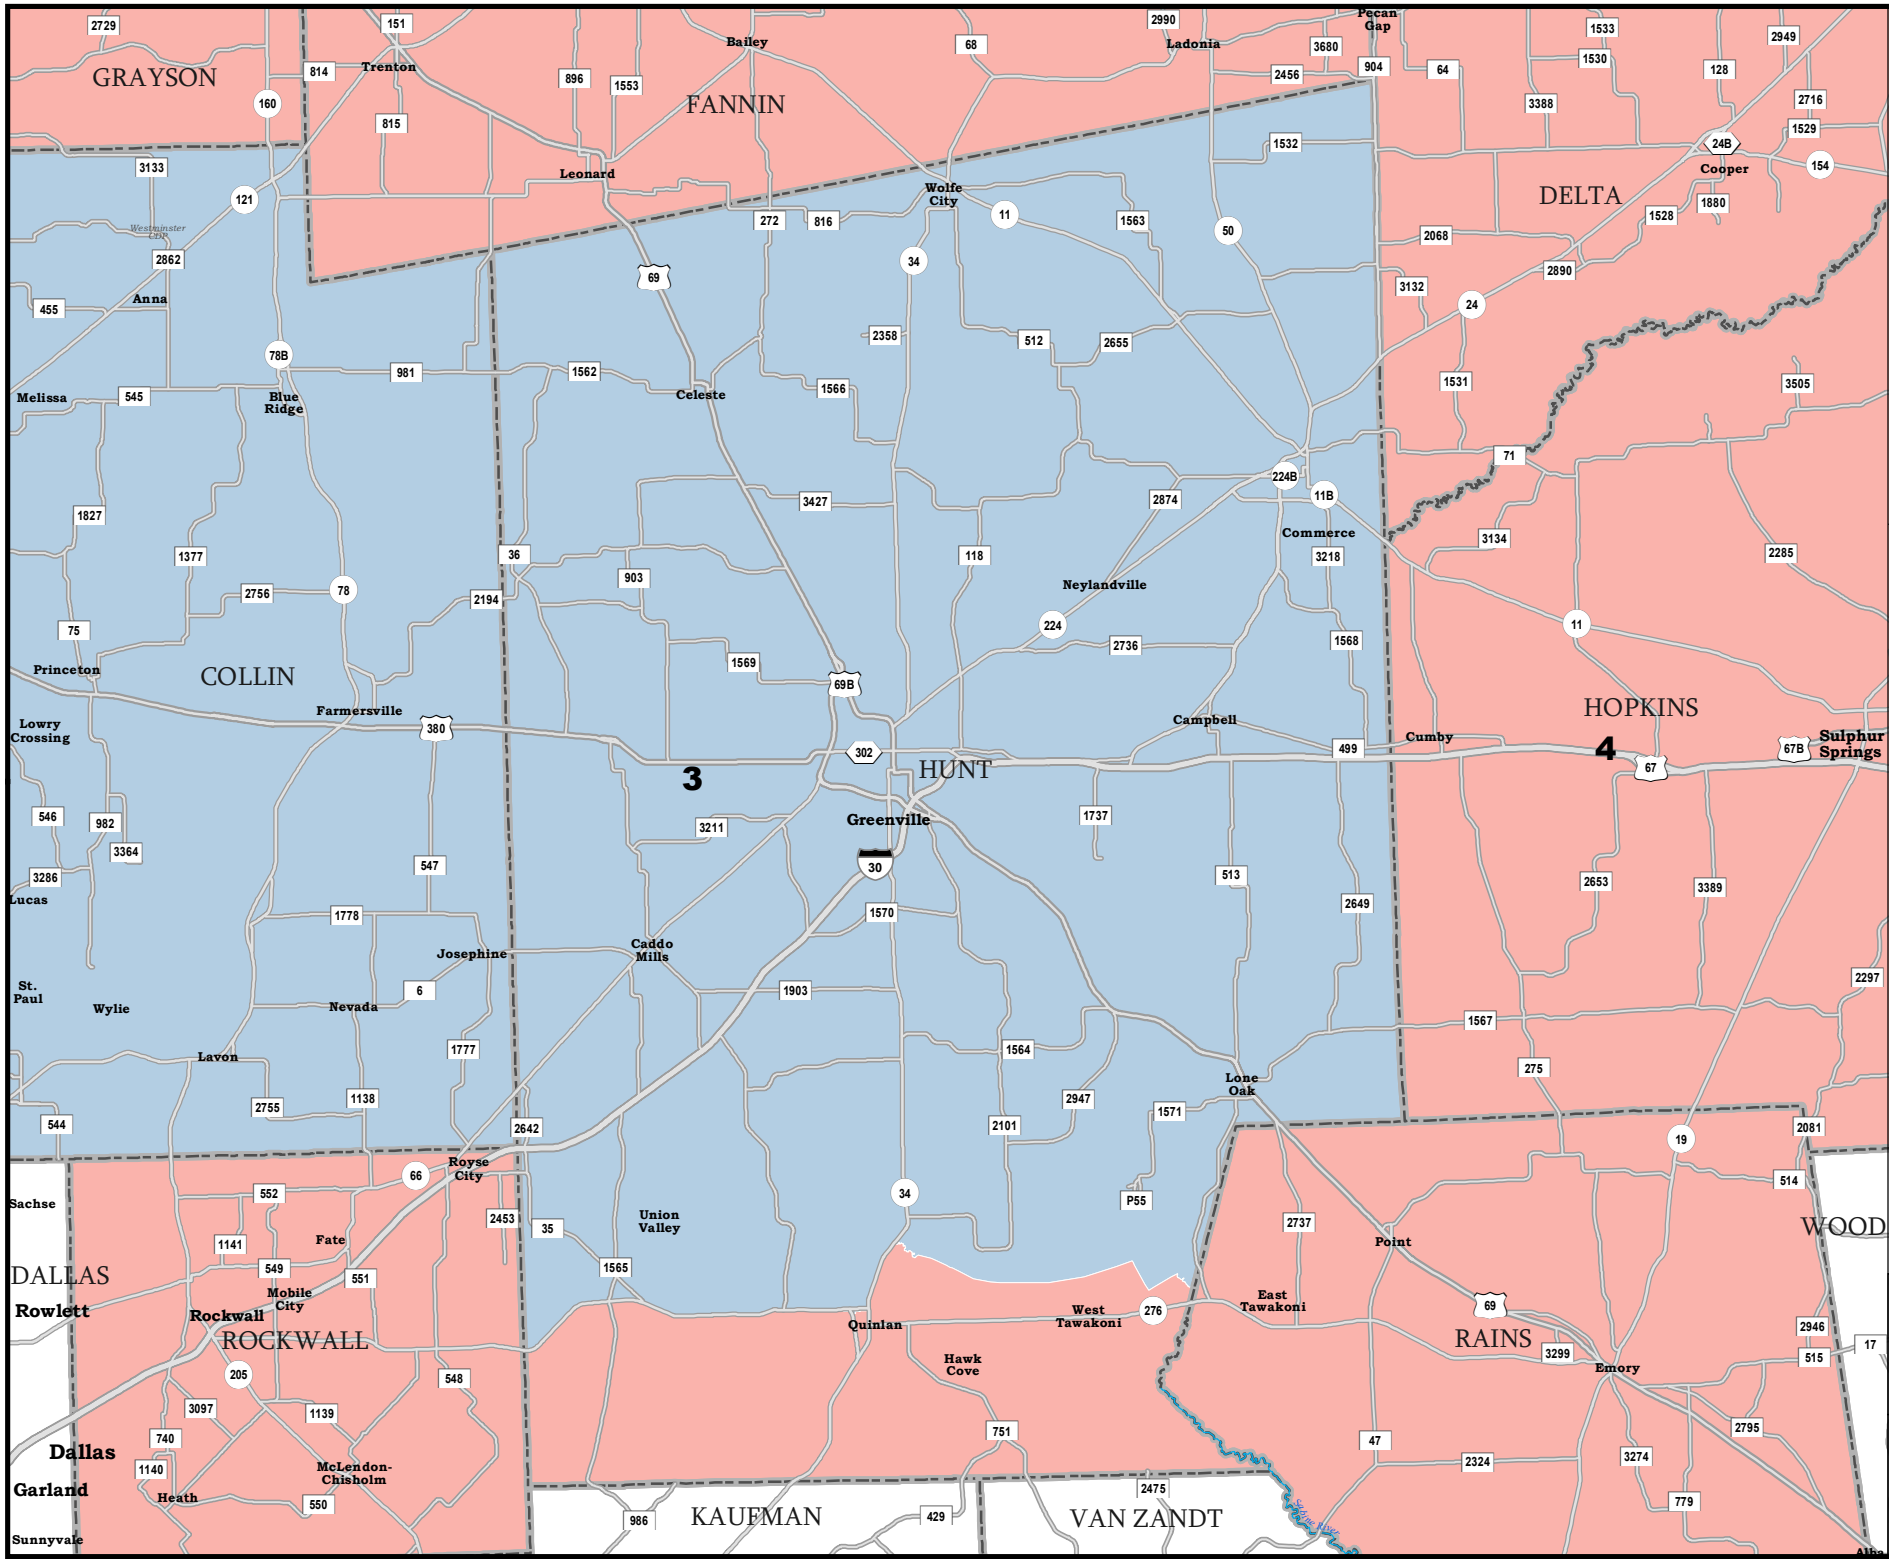 2729
151
2990
Pecan
Gap
1533
2949
Bailey
68
Ladonia
3680
1530
GRAYSON
814
Trenton
896
1553
2456
904
64
128
160
FANNIN
3388
2716
815
1529
3133
1532
24B
154
Leonard
Cooper
121
Wolfe
City
DELTA
Westminster
CDP
272
816
11
1563
50
1528
1880
2862
34
2068
69
2890
Anna
3132
455
24
2358
512
2655
78B
981
1562
1531
3505
Melissa
545
Blue
Ridge
Celeste
1566
71
224B
11B
1827
3427
2874
Commerce
3134
1377
36
118
3218
2285
903
Neylandville
2756
78
2194
75
224
11
2736
1568
Princeton
COLLIN
1569
69B
Farmersville
HOPKINS
Lowry
Crossing
380
Campbell
Cumby
Sulphur
Springs
302
499
4
67B
3
HUNT
67
546
982
3211
Greenville
1737
3364
547
30
3286
513
2653
3389
Lucas
1778
1570
2649
Josephine
Caddo
Mills
2297
St.
Paul
6
1903
Wylie
Nevada
1567
Lavon
1777
1564
275
Lone
Oak
2755
1138
2947
1571
544
2642
2101
2081
19
Royse
City
66
514
552
34
P55
Sachse
2453
35
Union
Valley
2737
WOOD
1141
Fate
Point
DALLAS
549
551
1565
Mobile
City
East
Tawakoni
Rowlett
Rockwall
Quinlan
West
Tawakoni
276
69
2946
ROCKWALL
RAINS
17
3299
515
Hawk
Cove
Emory
205
548
3097
1139
2795
740
751
47
Dallas
3274
1140
McLendon-
Chisholm
2324
Garland
Heath
550
2475
779
986
KAUFMAN
429
VAN ZANDT
Sabine River
Sunnyvale
Alba